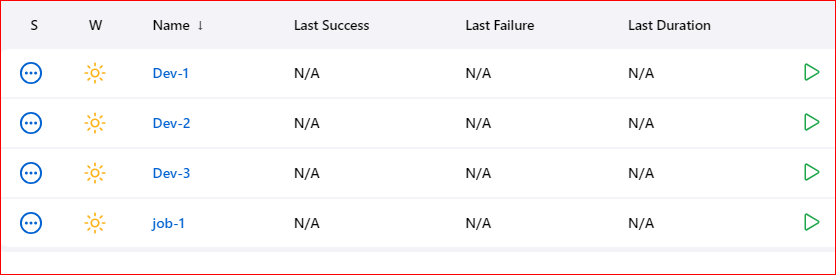 S W Name ↓ Last Success Last Failure Last Duration
Dev-1 N/A N/A N/A
Dev-2 N/A N/A N/A
Dev-3 N/A N/A N/A
job-1 N/A N/A N/A